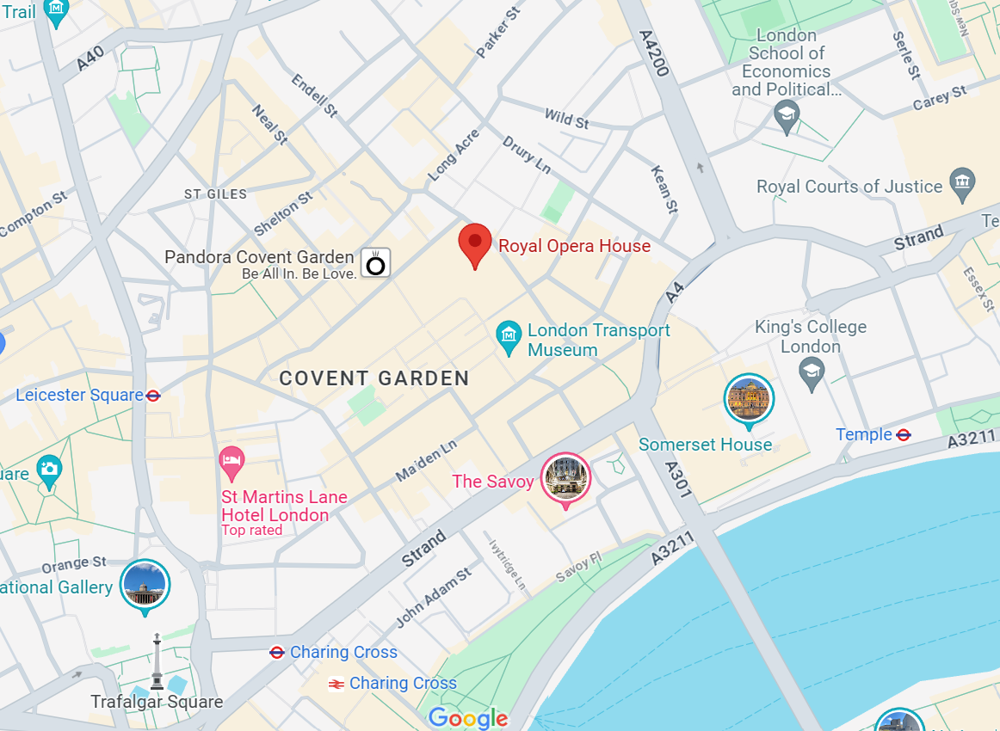 Trail
A40
Parker St
A4200
London
School of
Economics
and Political...
Serle St
New Sq
Carey St
Endell St
Neal St
Wild St
Long Acre
Drury Ln
Kean St
Royal Courts of Justice
ST GILES
Compton St
Shelton St
Strand
Te
Royal Opera House
Pandora Covent Garden
Be All In. Be Love.
Essex St
A4
London Transport
Museum
King's College
London
COVENT GARDEN
Leicester Square
Temple
A3211
Somerset House
Maiden Ln
uare
The Savoy
A301
St Martins Lane
Hotel London
Top rated
Strand
Ivybridge Ln
Savoy Pl
A3211
Orange St
ational Gallery
John Adam St
Charing Cross
Charing Cross
Trafalgar Square
Google